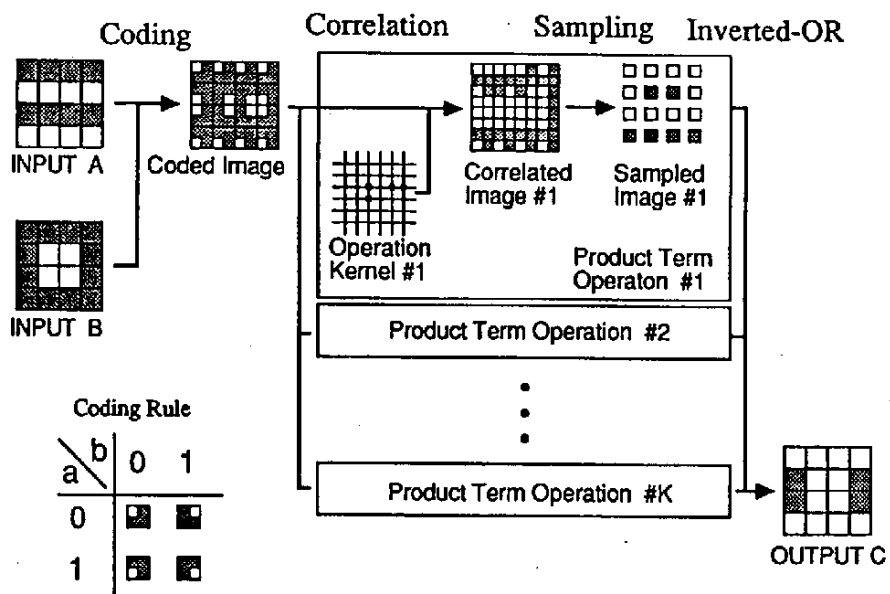 Coding
Correlation
Sampling
Inverted-OR
INPUT A
Coded Image
Correlated
Image #1
Sampled
Image #1
Operation
Kernel #1
Product Term
Operaton #1
INPUT B
Product Term Operation #2
Coding Rule
b
a
0 1
0
1
Product Term Operation #K
OUTPUT C